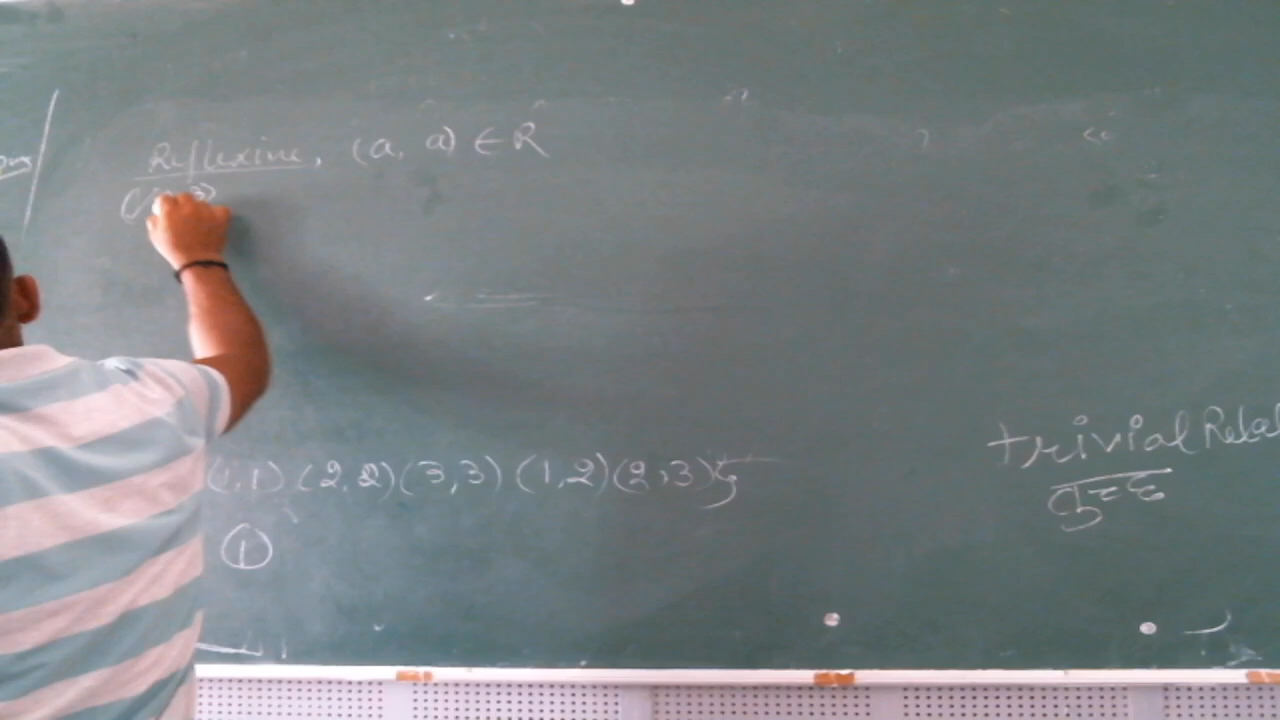 Reflexive, (a, a) ∈ R
(1,1) (2,2) (3,3) (1,2) (2,3)}
①
trivial Relat